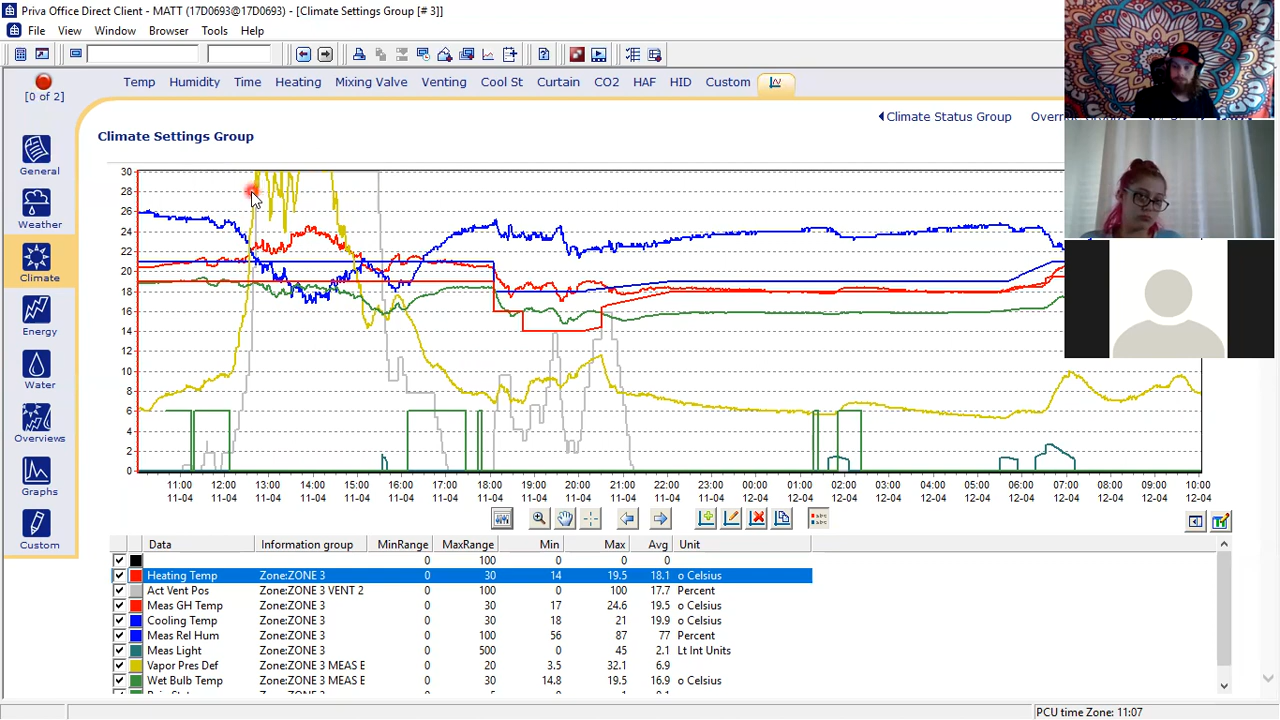 Priva Office Direct Client - MATT (17D0693@17D0693) - [Climate Settings Group [# 3]]
File View Window Browser Tools Help
[0 of 2]
Temp Humidity Time Heating Mixing Valve Venting Cool St Curtain CO2 HAF HID Custom
Climate Status Group
Climate Settings Group
General
Weather
Climate
Energy
Water
Overviews
Graphs
Custom
30
28
26
24
22
20
18
16
14
12
10
8
6
4
2
0
11:00 12:00 13:00 14:00 15:00 16:00 17:00 18:00 19:00 20:00 21:00 22:00 23:00 00:00 01:00 02:00 03:00 04:00 05:00 06:00 07:00 08:00 09:00 10:00
11-04 11-04 11-04 11-04 11-04 11-04 11-04 11-04 11-04 11-04 11-04 11-04 11-04 12-04 12-04 12-04 12-04 12-04 12-04 12-04 12-04 12-04 12-04 12-04
Data Information group MinRange MaxRange Min Max Avg Unit
0 100 0 0 0
Heating Temp Zone:ZONE 3 0 30 14 19.5 18.1 o Celsius
Act Vent Pos Zone:ZONE 3 VENT 2 0 100 0 100 17.7 Percent
Meas GH Temp Zone:ZONE 3 0 30 17 24.6 19.5 o Celsius
Cooling Temp Zone:ZONE 3 0 30 18 21 19.9 o Celsius
Meas Rel Hum Zone:ZONE 3 0 100 56 87 77 Percent
Meas Light Zone:ZONE 3 0 500 0 45 2.1 Lt Int Units
Vapor Pres Def Zone:ZONE 3 MEAS E 0 20 3.5 32.1 6.9
Wet Bulb Temp Zone:ZONE 3 MEAS E 0 30 14.8 19.5 16.9 o Celsius
PCU time Zone: 11:07